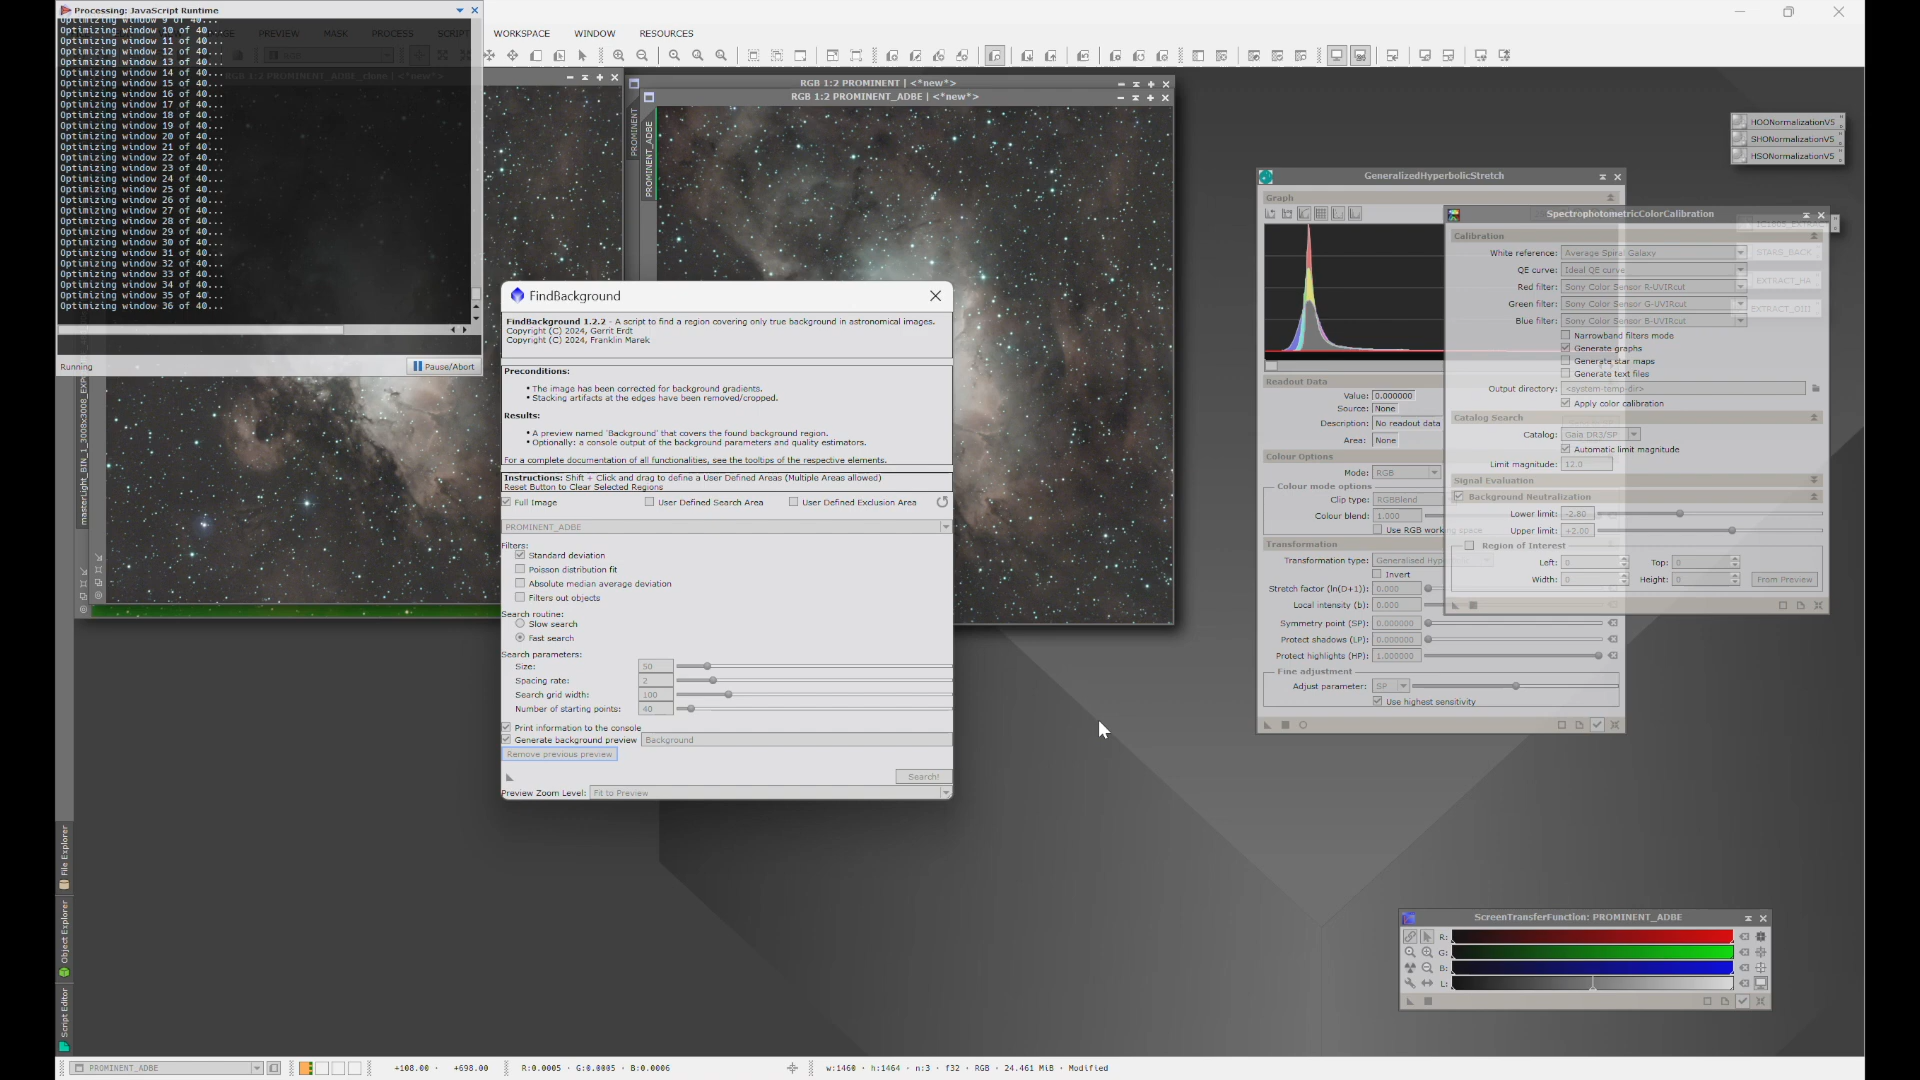 Processing: JavaScript Runtime
Optimizing window 9 of 40...
Optimizing window 10 of 40...
Optimizing window 11 of 40...
Optimizing window 12 of 40...
Optimizing window 13 of 40...
Optimizing window 14 of 40...
Optimizing window 15 of 40...
Optimizing window 16 of 40...
Optimizing window 17 of 40...
Optimizing window 18 of 40...
Optimizing window 19 of 40...
Optimizing window 20 of 40...
Optimizing window 21 of 40...
Optimizing window 22 of 40...
Optimizing window 23 of 40...
Optimizing window 24 of 40...
Optimizing window 25 of 40...
Optimizing window 26 of 40...
Optimizing window 27 of 40...
Optimizing window 28 of 40...
Optimizing window 29 of 40...
Optimizing window 30 of 40...
Optimizing window 31 of 40...
Optimizing window 32 of 40...
Optimizing window 33 of 40...
Optimizing window 34 of 40...
Optimizing window 35 of 40...
Optimizing window 36 of 40...
Running
Pause/Abort
PREVIEW MASK PROCESS SCRIPT WORKSPACE WINDOW RESOURCES
RGB 1:2 PROMINENT_ADBE_clone | <*new*>
RGB 1:2 PROMINENT | <*new*>
RGB 1:2 PROMINENT_ADBE | <*new*>
PROMINENT
PROMINENT_ADBE
FindBackground
FindBackground 1.2.2 - A script to find a region covering only true background in astronomical images.
Copyright (C) 2024, Gerrit Erdt
Copyright (C) 2024, Franklin Marek
Preconditions:
• The image has been corrected for background gradients.
• Stacking artifacts at the edges have been removed/cropped.
Results:
• A preview named 'Background' that covers the found background region.
• Optionally: a console output of the background parameters and quality estimators.
For a complete documentation of all functionalities, see the tooltips of the respective elements.
Instructions: Shift + Click and drag to define a User Defined Areas (Multiple Areas allowed)
Reset Button to Clear Selected Regions
Full Image
User Defined Search Area
User Defined Exclusion Area
PROMINENT_ADBE
Filters:
Standard deviation
Poisson distribution fit
Absolute median average deviation
Filters out objects
Search routine:
Slow search
Fast search
Search parameters:
Size: 50
Spacing rate: 2
Search grid width: 100
Number of starting points: 40
Print information to the console
Generate background preview Background
Remove previous preview
Search!
Preview Zoom Level: Fit to Preview
HOONormalizationV5
SHONormalizationV5
HSONormalizationV5
STARS_BACK
EXTRACT_HA
EXTRACT_OIII
GeneralizedHyperbolicStretch
Graph
Readout Data
Value: 0.000000
Source: None
Description: No readout data
Area: None
Colour Options
Mode: RGB
Colour mode options
Clip type: RGBBlend
Colour blend: 1.000
Use RGB working space
Transformation
Transformation type: Generalised Hyp
Invert
Stretch factor (ln(D+1)): 0.000
Local intensity (b): 0.000
Symmetry point (SP): 0.000000
Protect shadows (LP): 0.000000
Protect highlights (HP): 1.000000
Fine adjustment
Adjust parameter: SP
Use highest sensitivity
SpectrophotometricColorCalibration
Calibration
White reference: Average Spiral Galaxy
QE curve: Ideal QE curve
Red filter: Sony Color Sensor R-UVIRcut
Green filter: Sony Color Sensor G-UVIRcut
Blue filter: Sony Color Sensor B-UVIRcut
Narrowband filters mode
Generate graphs
Generate star maps
Generate text files
Output directory: <system-temp-dir>
Apply color calibration
Catalog Search
Catalog: Gaia DR3/SP
Automatic limit magnitude
Limit magnitude: 12.0
Signal Evaluation
Background Neutralization
Lower limit: -2.80
Upper limit: +2.00
Region of Interest
Left: 0 Top: 0
Width: 0 Height: 0 From Preview
ScreenTransferFunction: PROMINENT_ADBE
R:
G:
B:
L:
File Explorer
Object Explorer
Script Editor
PROMINENT_ADBE
+108.00 · +698.00
R:0.0005 · G:0.0005 · B:0.0006
w:1460 · h:1464 · n:3 · f32 · RGB · 24.461 MiB · Modified